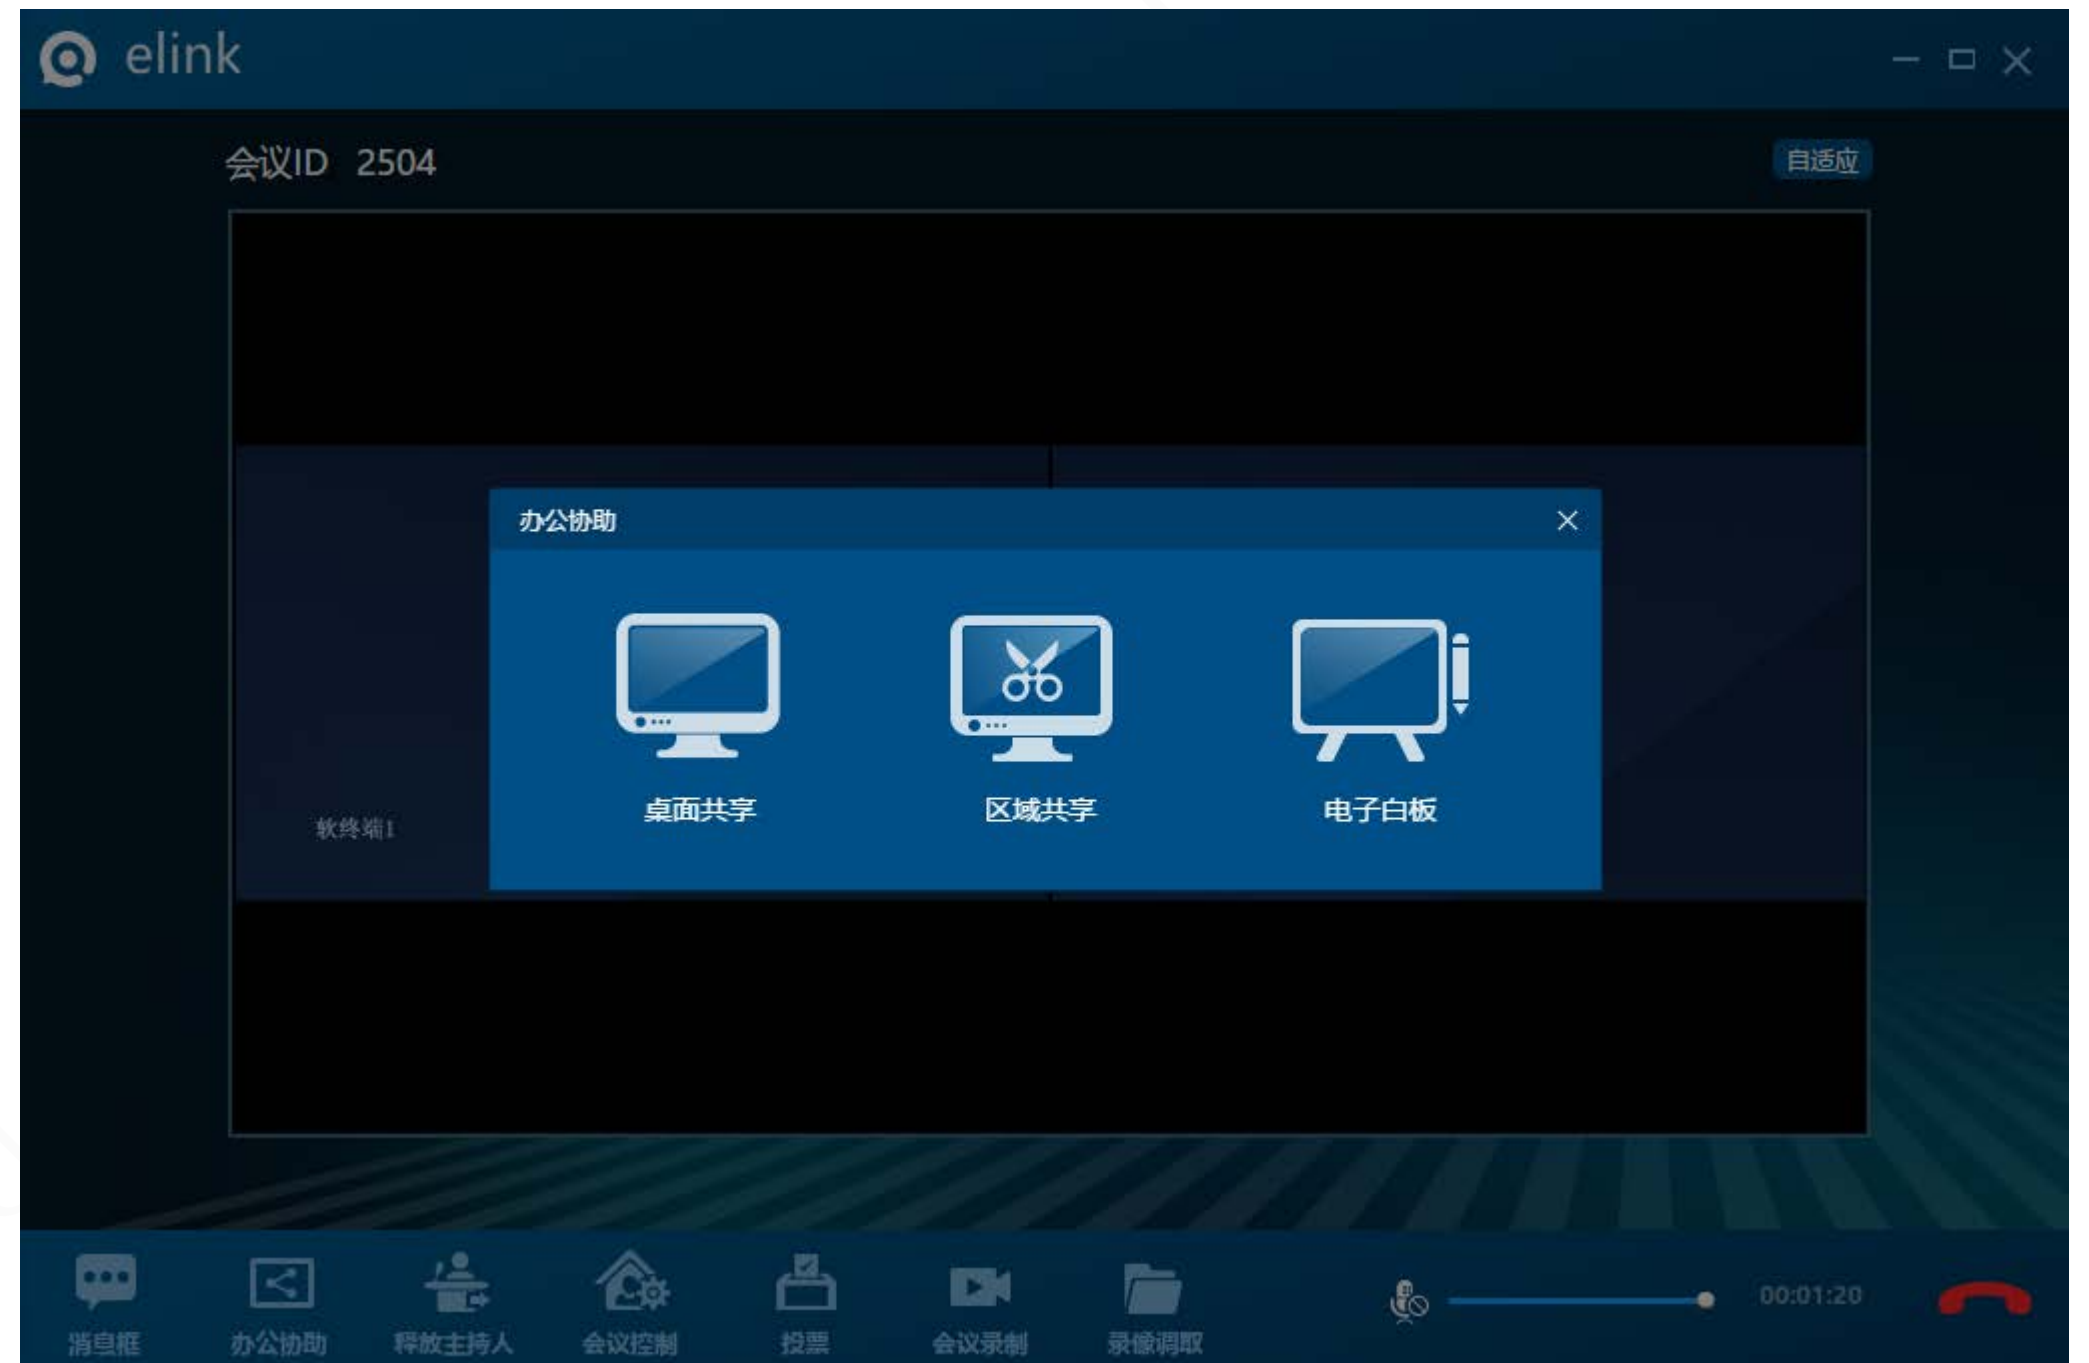 elink
会议ID 2504
自适应
办公协助
桌面共享
区域共享
电子白板
软终端1
消息框
办公协助
释放主持人
会议控制
投票
会议录制
录像调取
00:01:20